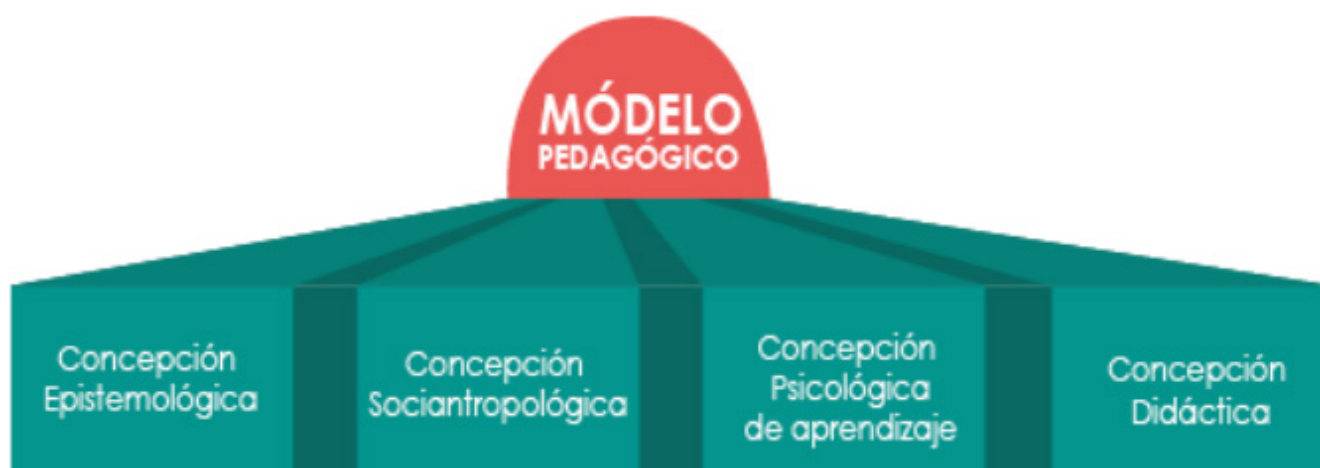 MÓDELO
PEDAGÓGICO
Concepción
Epistemológica
Concepción
Sociantropológica
Concepción
Psicológica
de aprendizaje
Concepción
Didáctica